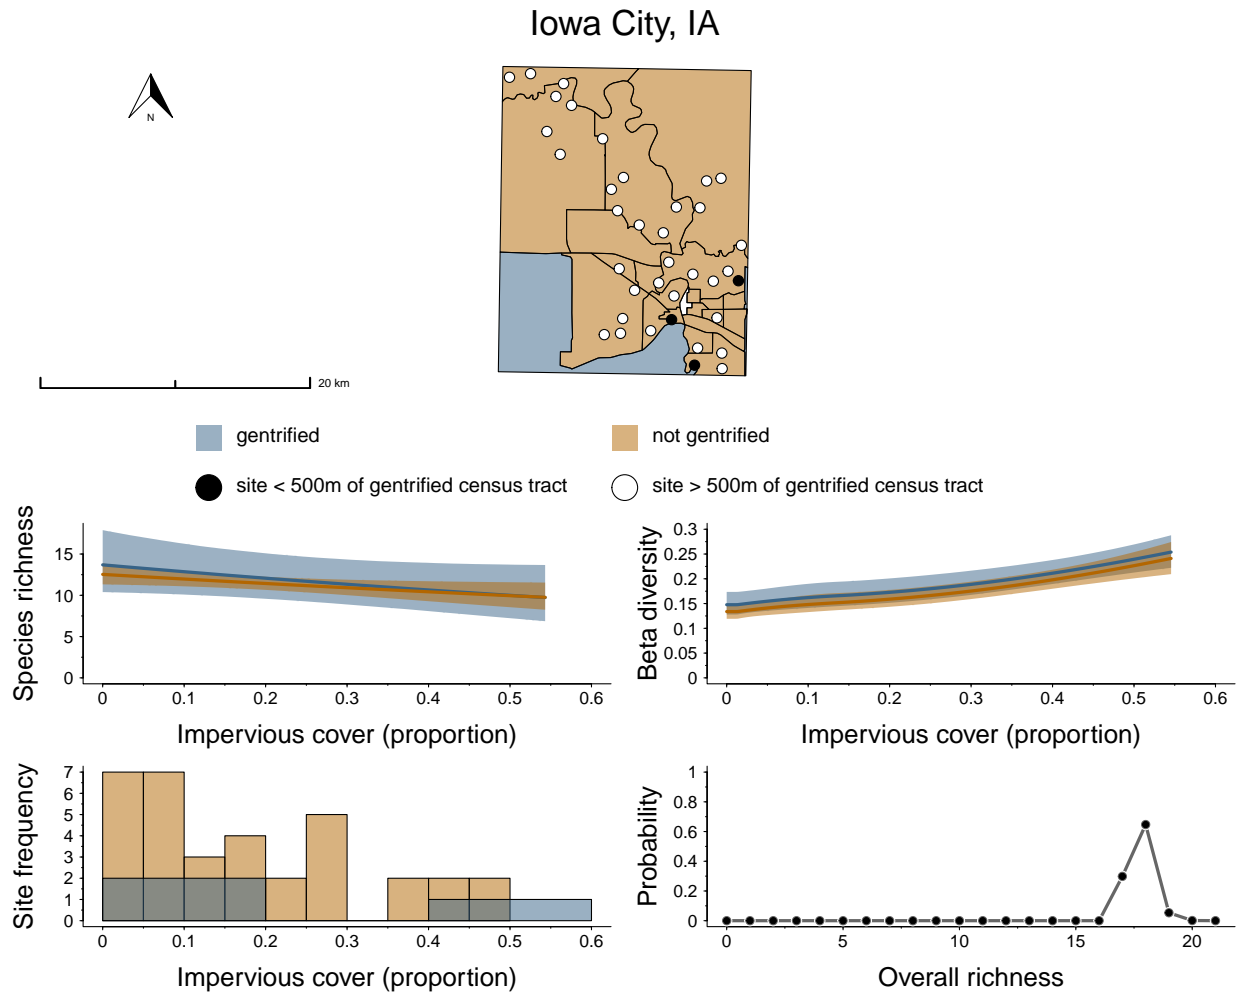 Iowa City, IA
N
20 km
gentrified
not gentrified
site < 500m of gentrified census tract
site > 500m of gentrified census tract
Species richness
15
10
5
0
0 0.1 0.2 0.3 0.4 0.5 0.6
Impervious cover (proportion)
Beta diversity
0.3
0.25
0.2
0.15
0.1
0.05
0
0 0.1 0.2 0.3 0.4 0.5 0.6
Impervious cover (proportion)
Site frequency
7
6
5
4
3
2
1
0
0 0.1 0.2 0.3 0.4 0.5 0.6
Impervious cover (proportion)
Probability
1
0.8
0.6
0.4
0.2
0
0 5 10 15 20
Overall richness